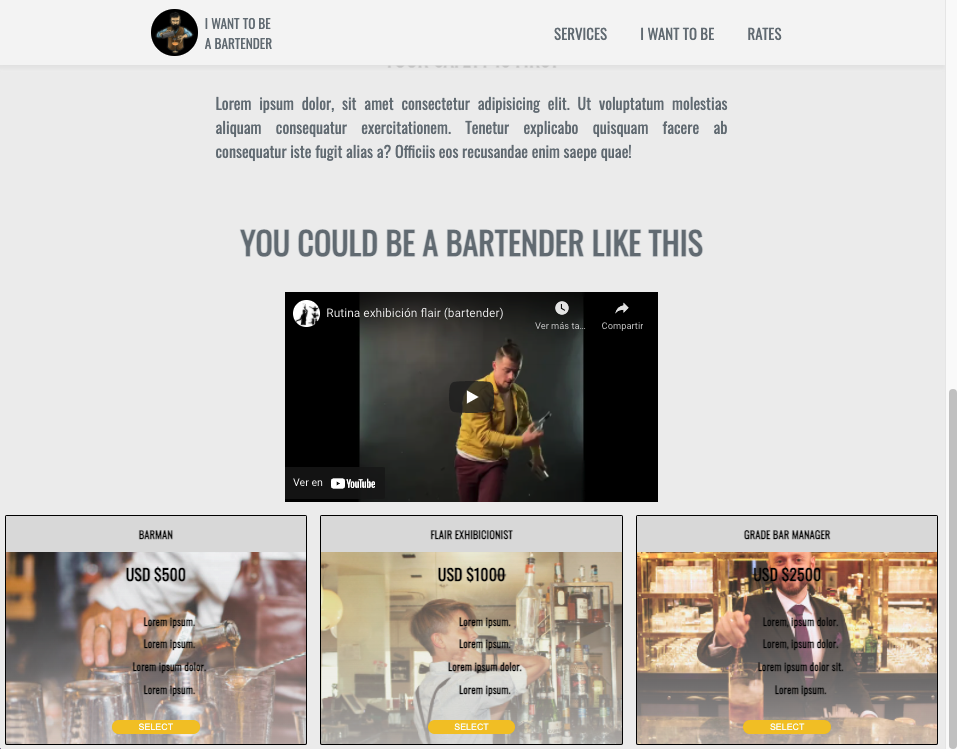 I WANT TO BE
A BARTENDER
SERVICES
I WANT TO BE
RATES
Lorem ipsum dolor, sit amet consectetur adipisicing elit. Ut voluptatum molestias
aliquam consequatur exercitationem. Tenetur explicabo quisquam facere ab
consequatur iste fugit alias a? Officiis eos recusandae enim saepe quae!
YOU COULD BE A BARTENDER LIKE THIS
Rutina exhibición flair (bartender)
Ver más ta...
Compartir
Ver en YouTube
BARMAN
USD $500
Lorem ipsum.
Lorem ipsum.
Lorem ipsum dolor.
Lorem ipsum.
SELECT
FLAIR EXHIBICIONIST
USD $1000
Lorem ipsum.
Lorem ipsum.
Lorem ipsum dolor.
Lorem ipsum.
SELECT
GRADE BAR MANAGER
USD $2500
Lorem, ipsum dolor.
Lorem, ipsum dolor.
Lorem ipsum dolor sit.
Lorem ipsum.
SELECT